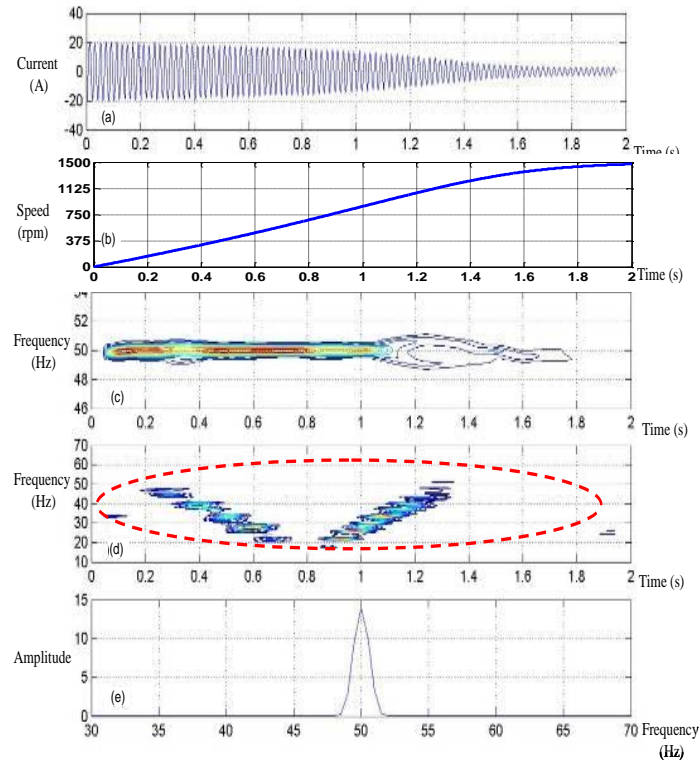 40
20
Current
0
(A)
-20
(a)
-40
0 0.2 0.4 0.6 0.8 1 1.2 1.4 1.6 1.8 2
Time (s)
1500
1125
Speed 750
(rpm)
375 (b)
0
0 0.2 0.4 0.6 0.8 1 1.2 1.4 1.6 1.8 2 Time (s)
54
52
Frequency
50
(Hz)
48
(c)
46
0 0.2 0.4 0.6 0.8 1 1.2 1.4 1.6 1.8 2
Time (s)
70
Frequency 60
(Hz) 50
40
30
20 (d)
10
0 0.2 0.4 0.6 0.8 1 1.2 1.4 1.6 1.8 2 Time (s)
15
10
Amplitude
5
(e)
0
30 35 40 45 50 55 60 65 70 Frequency
(Hz)